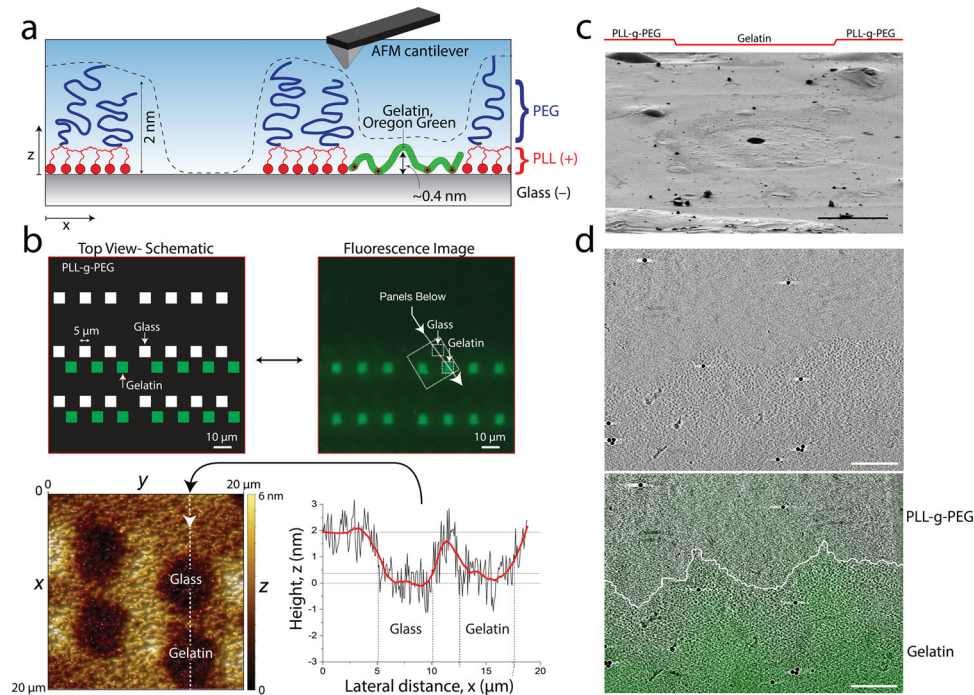 a
AFM cantilever
PEG
2 nm
Gelatin,
Oregon Green
z
PLL (+)
Glass (–)
~0.4 nm
x
b
Top View- Schematic
PLL-g-PEG
5 µm
Glass
Gelatin
10 µm
Fluorescence Image
Panels Below
Glass
Gelatin
10 µm
0
y
20 µm
6 nm
x
Glass
Gelatin
z
20 µm
0
Height, z (nm)
3
2
1
0
-1
-2
-3
Glass
Gelatin
0
5
10
15
20
Lateral distance, x (µm)
c
PLL-g-PEG
Gelatin
PLL-g-PEG
d
PLL-g-PEG
Gelatin